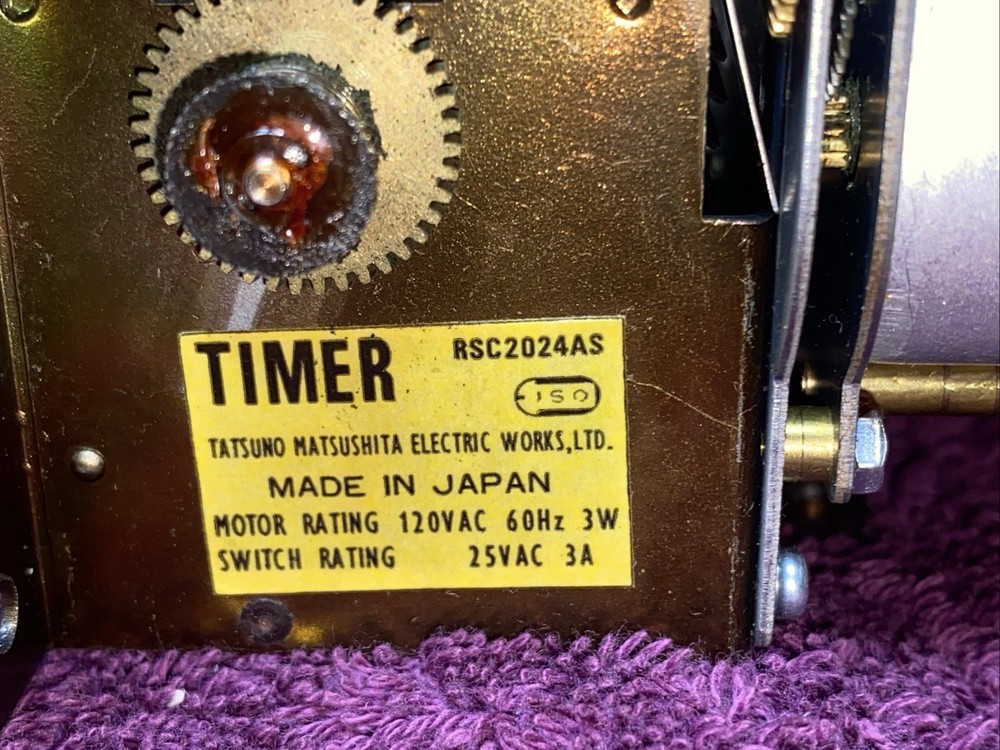 TIMER RSC2024AS
ISO
TATSUNO MATSUSHITA ELECTRIC WORKS,LTD.
MADE IN JAPAN
MOTOR RATING 120VAC 60Hz 3W
SWITCH RATING 25VAC 3A